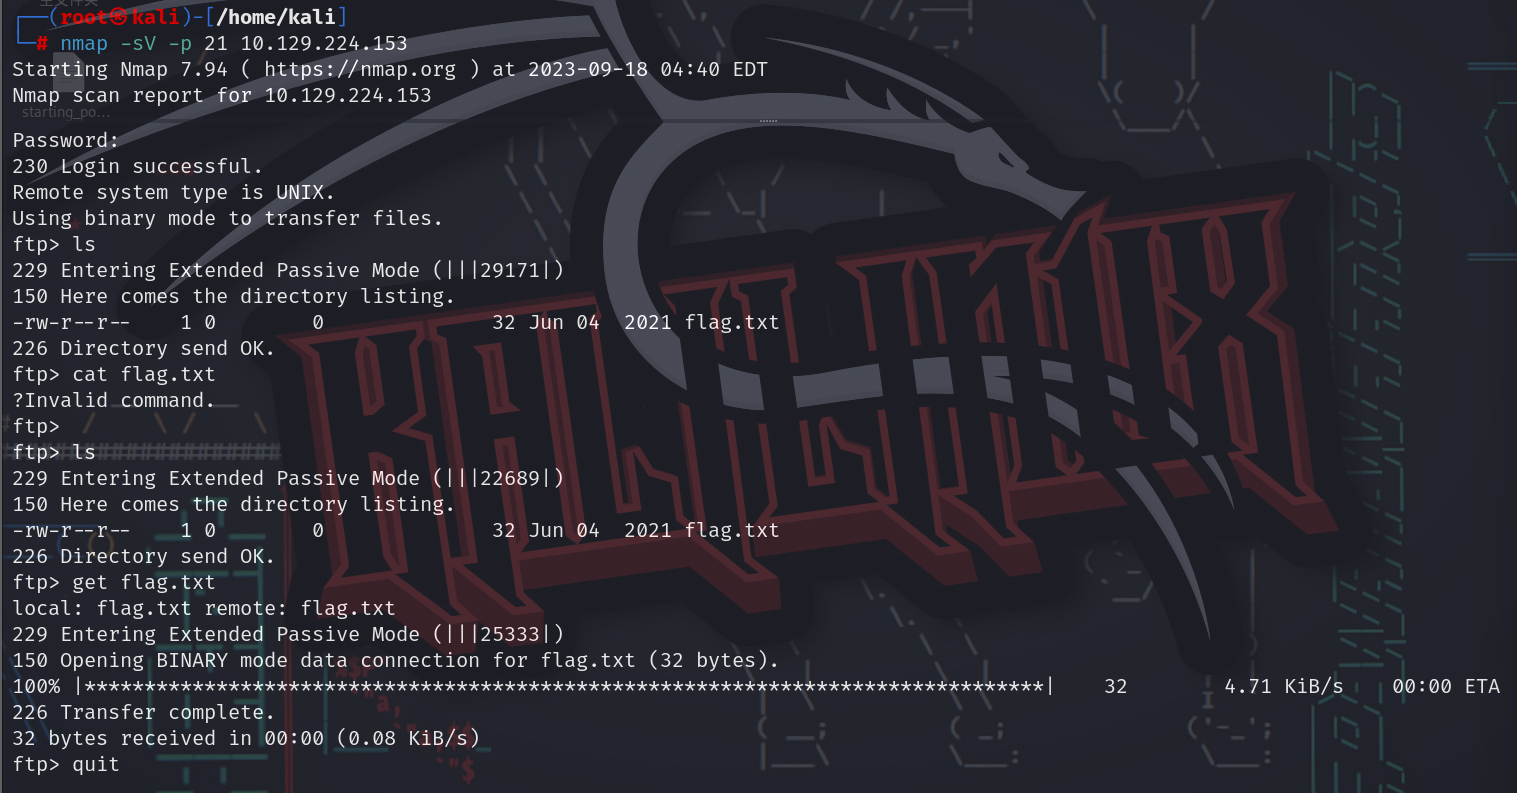 ┌──(root㉿kali)-[/home/kali]
└─# nmap -sV -p 21 10.129.224.153
Starting Nmap 7.94 ( https://nmap.org ) at 2023-09-18 04:40 EDT
Nmap scan report for 10.129.224.153
starting_po...
Password:
230 Login successful.
Remote system type is UNIX.
Using binary mode to transfer files.
ftp> ls
229 Entering Extended Passive Mode (|||29171|)
150 Here comes the directory listing.
-rw-r--r--    1 0        0              32 Jun 04  2021 flag.txt
226 Directory send OK.
ftp> cat flag.txt
?Invalid command.
ftp>
ftp> ls
229 Entering Extended Passive Mode (|||22689|)
150 Here comes the directory listing.
-rw-r--r--    1 0        0              32 Jun 04  2021 flag.txt
226 Directory send OK.
ftp> get flag.txt
local: flag.txt remote: flag.txt
229 Entering Extended Passive Mode (|||25333|)
150 Opening BINARY mode data connection for flag.txt (32 bytes).
100% |********************************************************************************|    32        4.71 KiB/s    00:00 ETA
226 Transfer complete.
32 bytes received in 00:00 (0.08 KiB/s)
ftp> quit
KALI LINUX